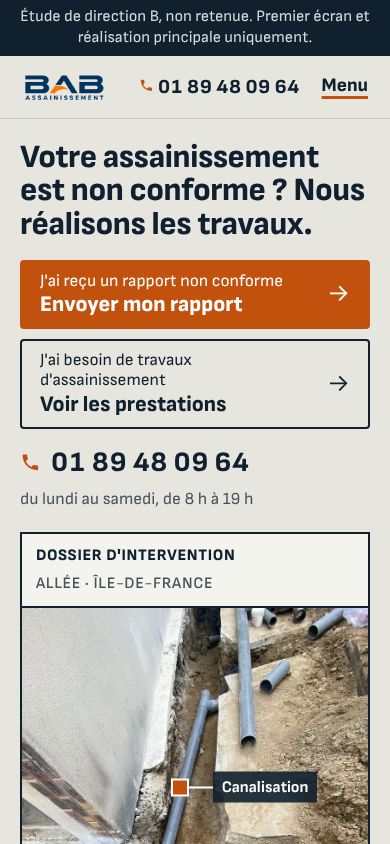 Étude de direction B, non retenue. Premier écran et
réalisation principale uniquement.
BAB
ASSAINISSEMENT
01 89 48 09 64
Menu
Votre assainissement
est non conforme ? Nous
réalisons les travaux.
J'ai reçu un rapport non conforme
Envoyer mon rapport
J'ai besoin de travaux
d'assainissement
Voir les prestations
01 89 48 09 64
du lundi au samedi, de 8 h à 19 h
DOSSIER D'INTERVENTION
ALLÉE · ÎLE-DE-FRANCE
Canalisation